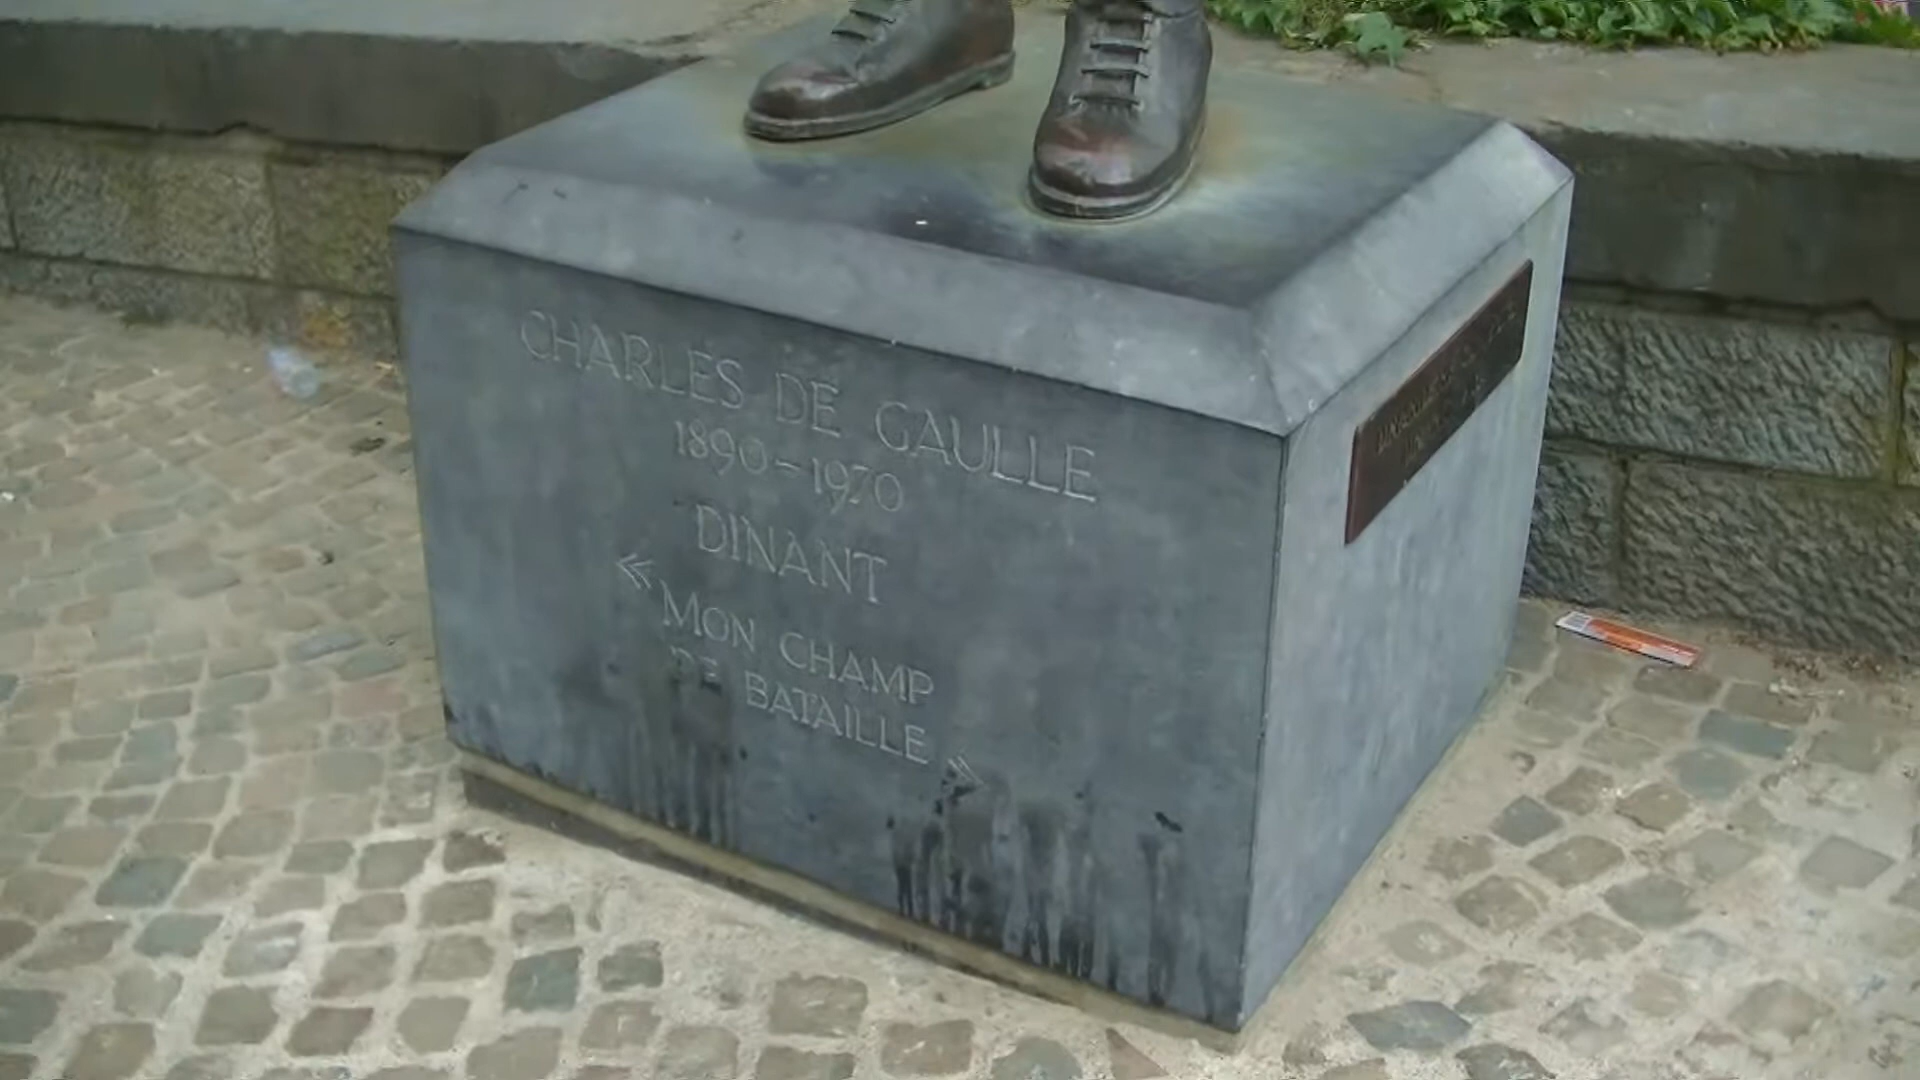 CHARLES DE GAULLE
1890–1970
DINANT
« MON CHAMP
DE BATAILLE »